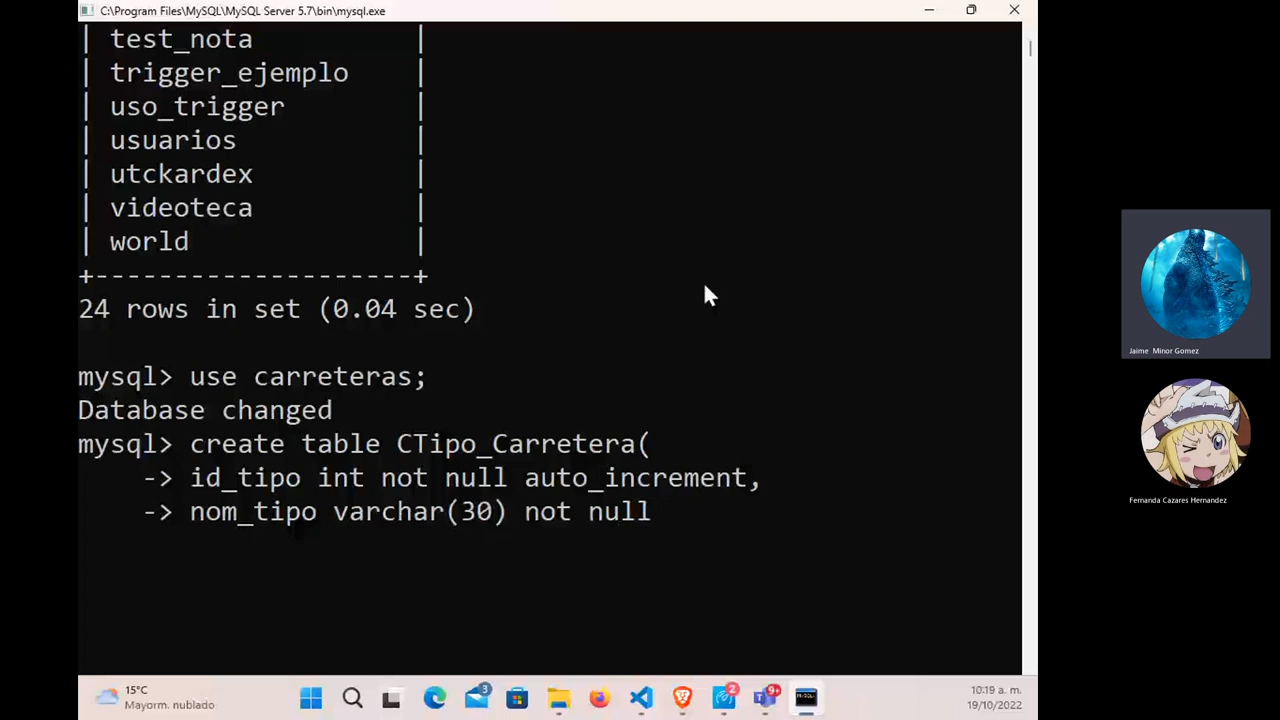 C:\Program Files\MySQL\MySQL Server 5.7\bin\mysql.exe
| test_nota |
| trigger_ejemplo |
| uso_trigger |
| usuarios |
| utckardex |
| videoteca |
| world |
+--------------------+
24 rows in set (0.04 sec)
mysql> use carreteras;
Database changed
mysql> create table CTipo_Carretera(
-> id_tipo int not null auto_increment,
-> nom_tipo varchar(30) not null
Jaime Minor Gomez
Fernanda Cazares Hernandez
15°C
Mayorm. nublado
3
2
9+
10:19 a. m.
19/10/2022